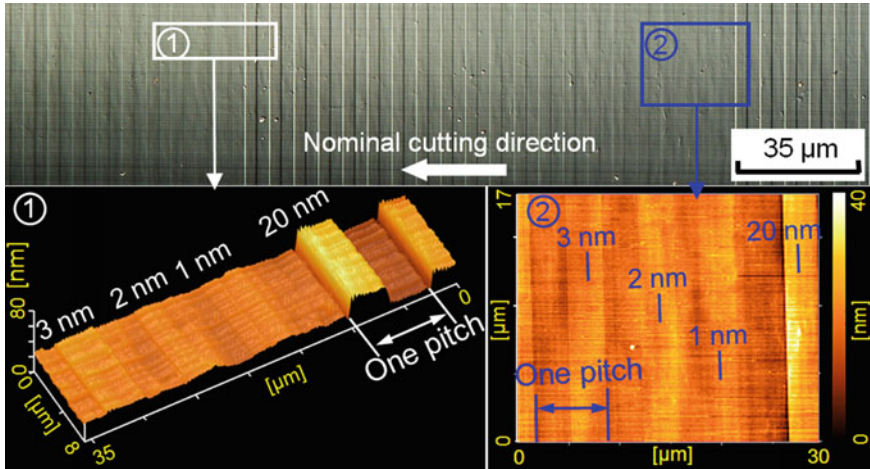 ①
②
Nominal cutting direction
35 µm
①
3 nm
2 nm
1 nm
20 nm
80
[nm]
0
0
[µm]
8
35
[µm]
0
One pitch
②
17
[µm]
0
3 nm
2 nm
1 nm
20 nm
One pitch
0
[µm]
30
40
[nm]
0